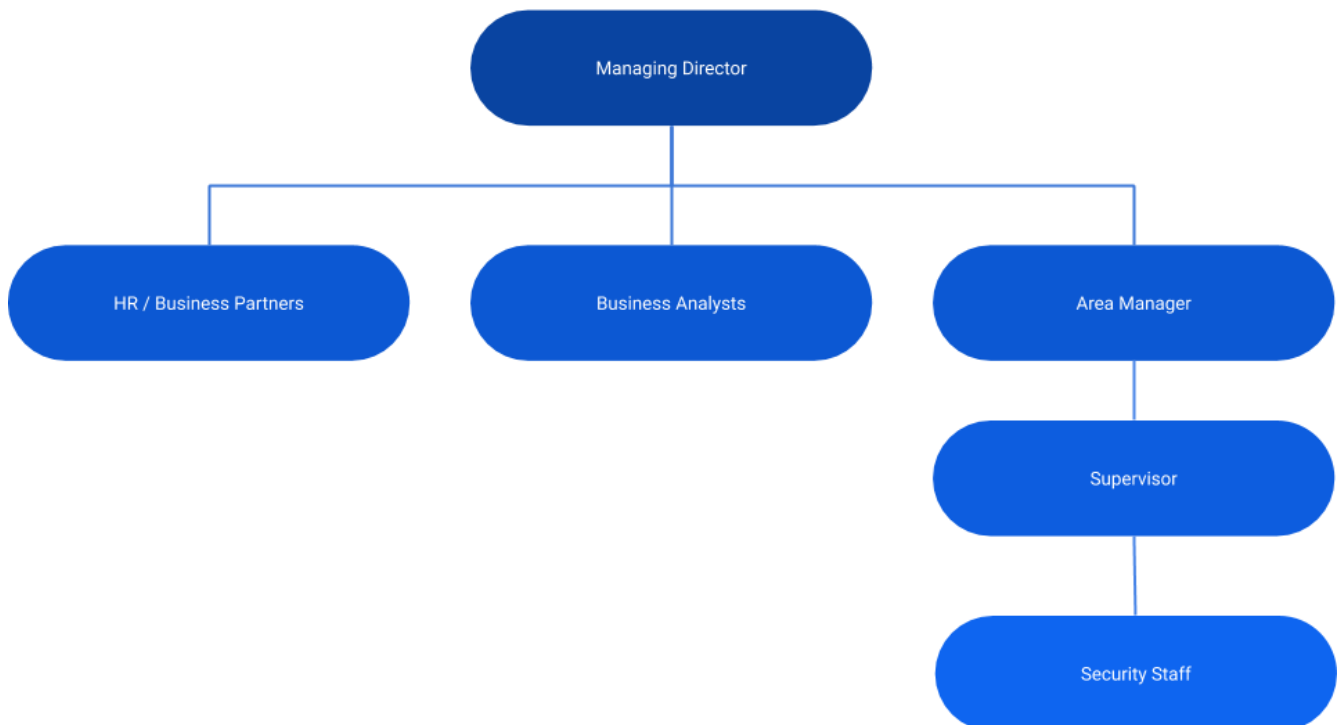 Managing Director
HR / Business Partners
Business Analysts
Area Manager
Supervisor
Security Staff